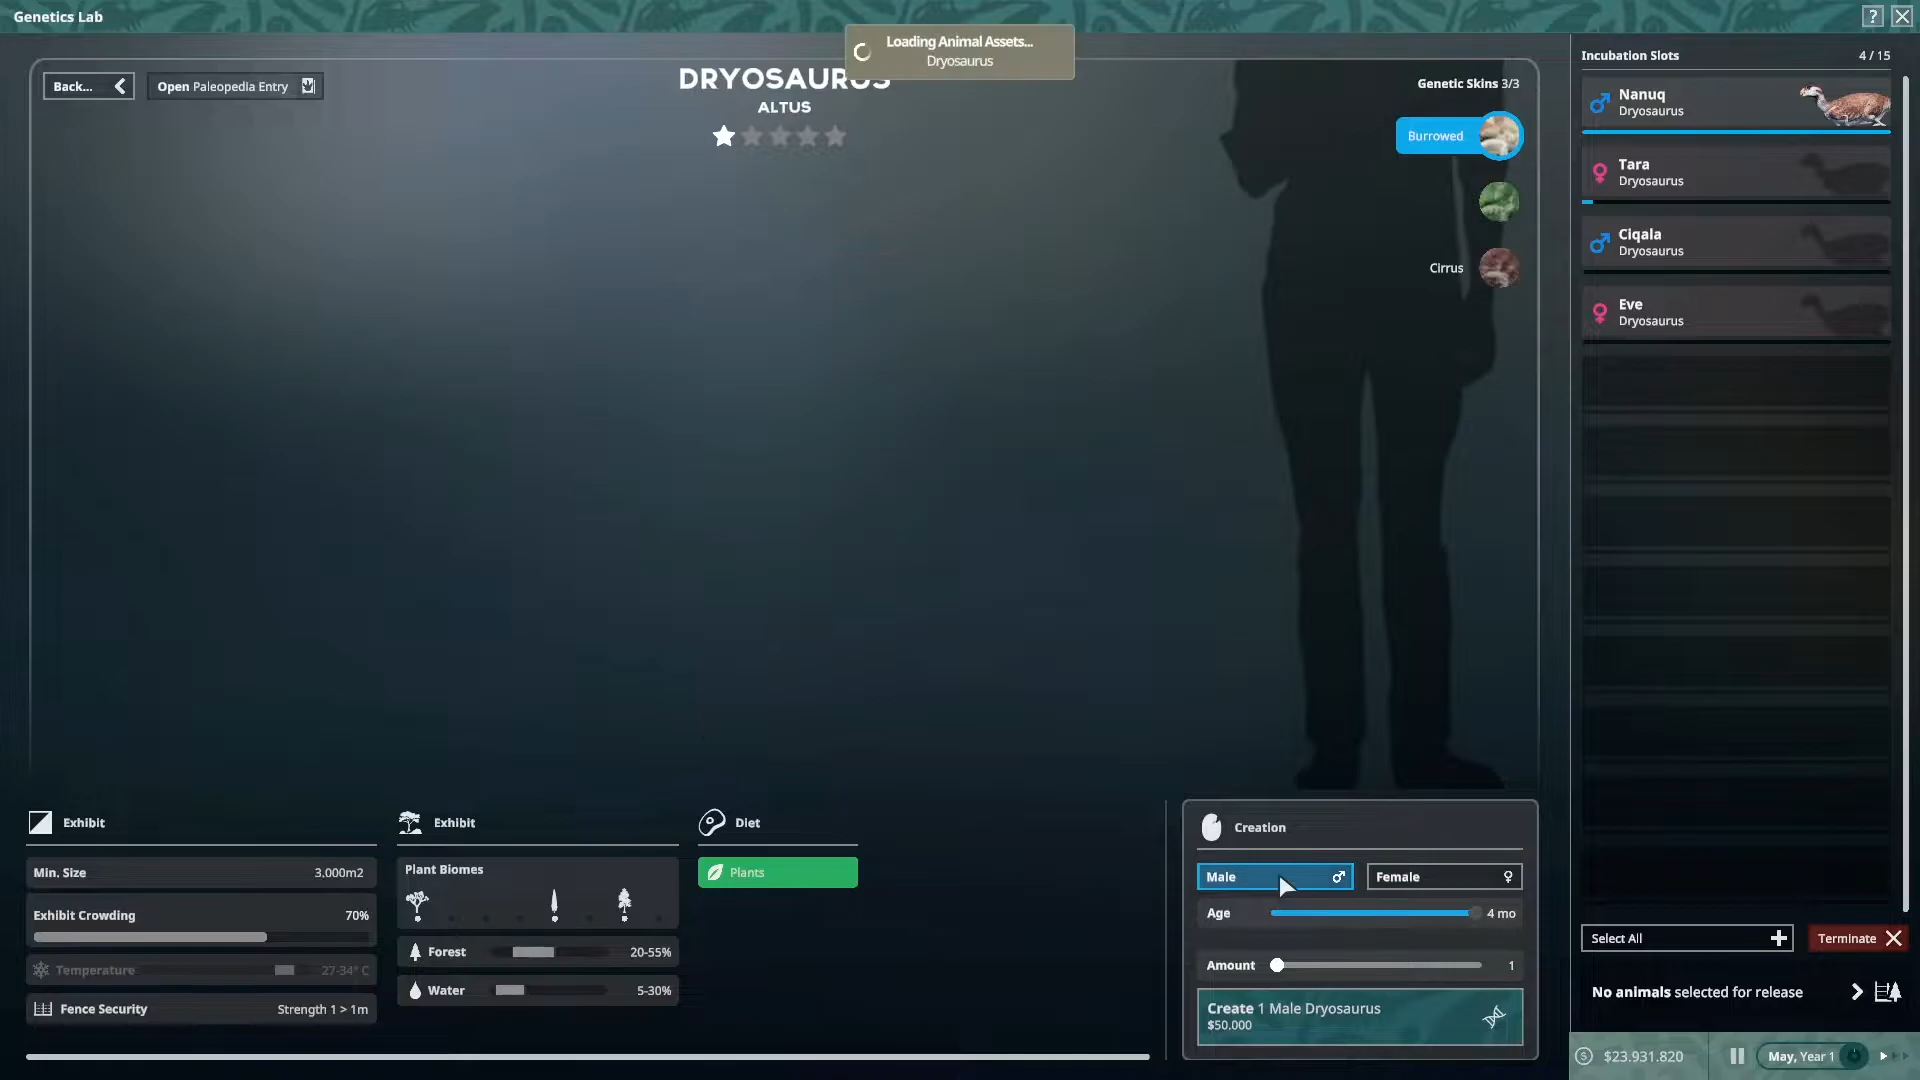 Genetics Lab
?
Loading Animal Assets...
Dryosaurus
Back...
Open Paleopedia Entry
DRYOSAURUS
ALTUS
Genetic Skins 3/3
Burrowed
Cirrus
Incubation Slots 4 / 15
Nanuq
Dryosaurus
Tara
Dryosaurus
Ciqala
Dryosaurus
Eve
Dryosaurus
Exhibit
Min. Size 3.000m2
Exhibit Crowding 70%
Temperature 27-34° C
Fence Security Strength 1 > 1m
Exhibit
Plant Biomes
Forest 20-55%
Water 5-30%
Diet
Plants
Creation
Male
Female
Age 4 mo
Amount 1
Create 1 Male Dryosaurus
$50.000
Select All
Terminate
No animals selected for release
$23.931.820
May, Year 1